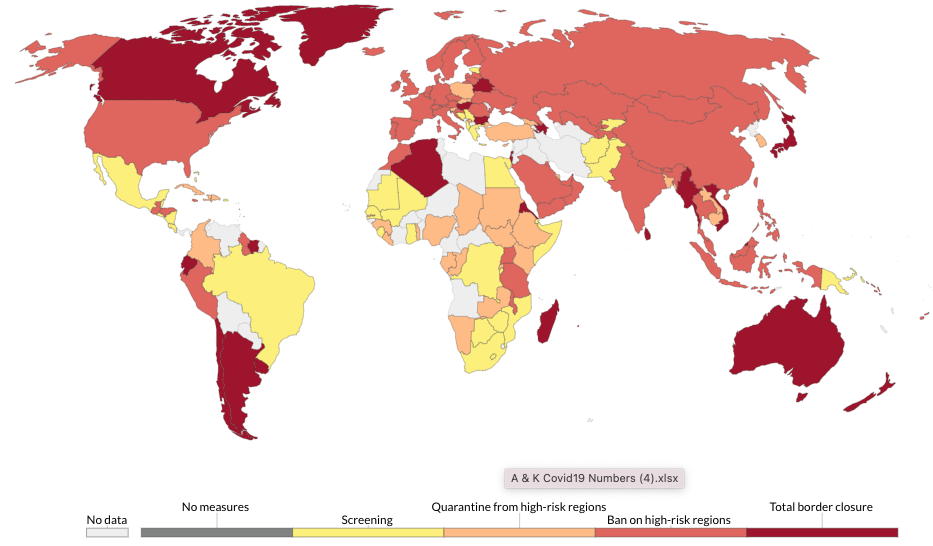 A & K Covid19 Numbers (4).xlsx
No data
No measures
Screening
Quarantine from high-risk regions
Ban on high-risk regions
Total border closure